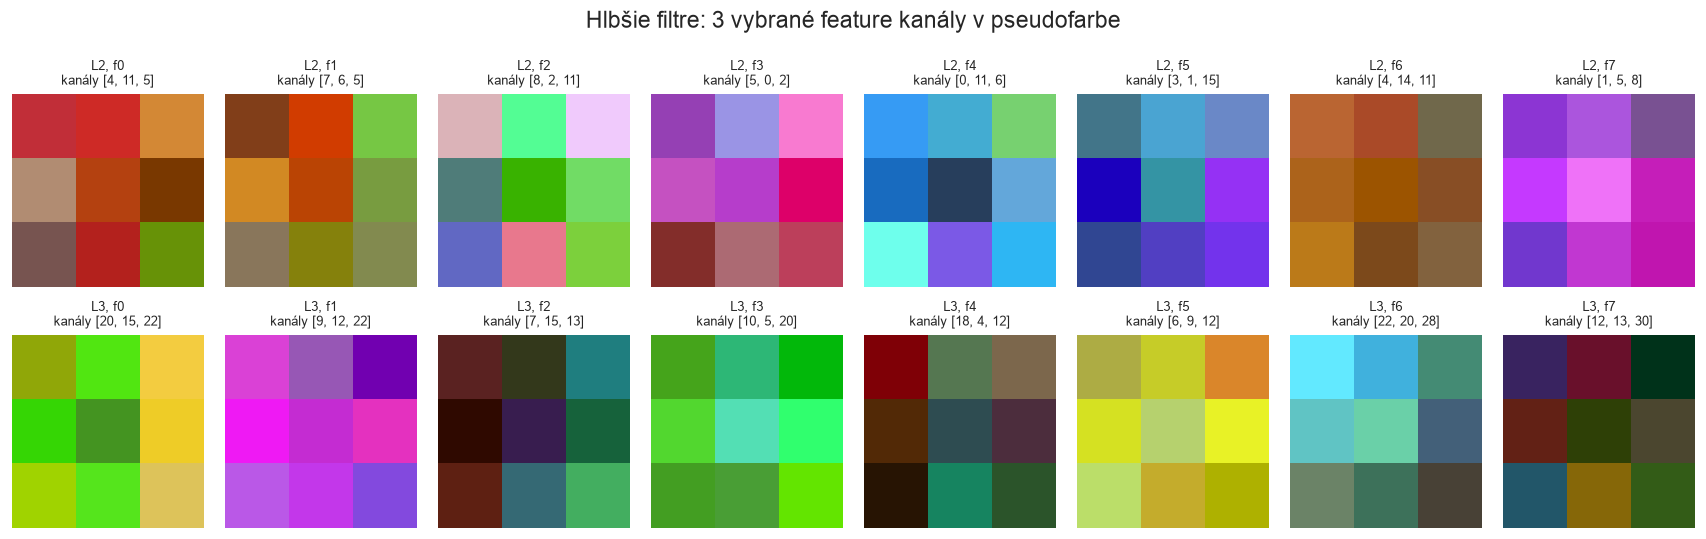 Hlbšie filtre: 3 vybrané feature kanály v pseudofarbe
L2, f0
kanály [4, 11, 5]
L2, f1
kanály [7, 6, 5]
L2, f2
kanály [8, 2, 11]
L2, f3
kanály [5, 0, 2]
L2, f4
kanály [0, 11, 6]
L2, f5
kanály [3, 1, 15]
L2, f6
kanály [4, 14, 11]
L2, f7
kanály [1, 5, 8]
L3, f0
kanály [20, 15, 22]
L3, f1
kanály [9, 12, 22]
L3, f2
kanály [7, 15, 13]
L3, f3
kanály [10, 5, 20]
L3, f4
kanály [18, 4, 12]
L3, f5
kanály [6, 9, 12]
L3, f6
kanály [22, 20, 28]
L3, f7
kanály [12, 13, 30]